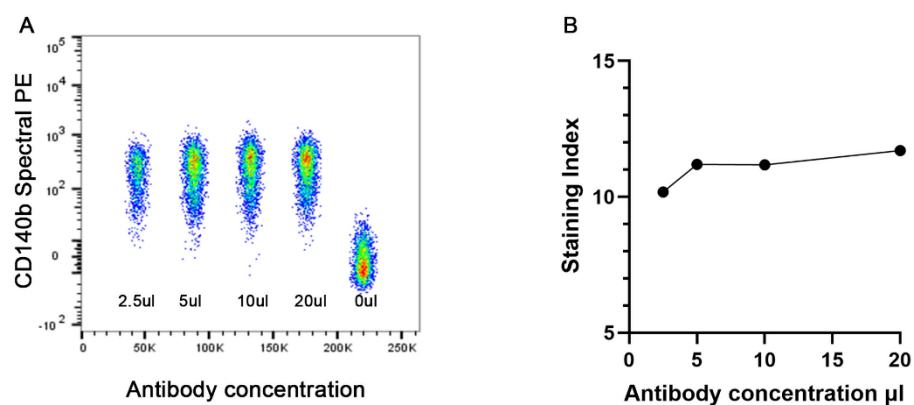 A
CD140b Spectral PE
10^5
10^4
10^3
10^2
0
-10^2
2.5ul 5ul 10ul 20ul 0ul
0 50K 100K 150K 200K 250K
Antibody concentration
B
Staining Index
15
10
5
0 5 10 15 20
Antibody concentration µl